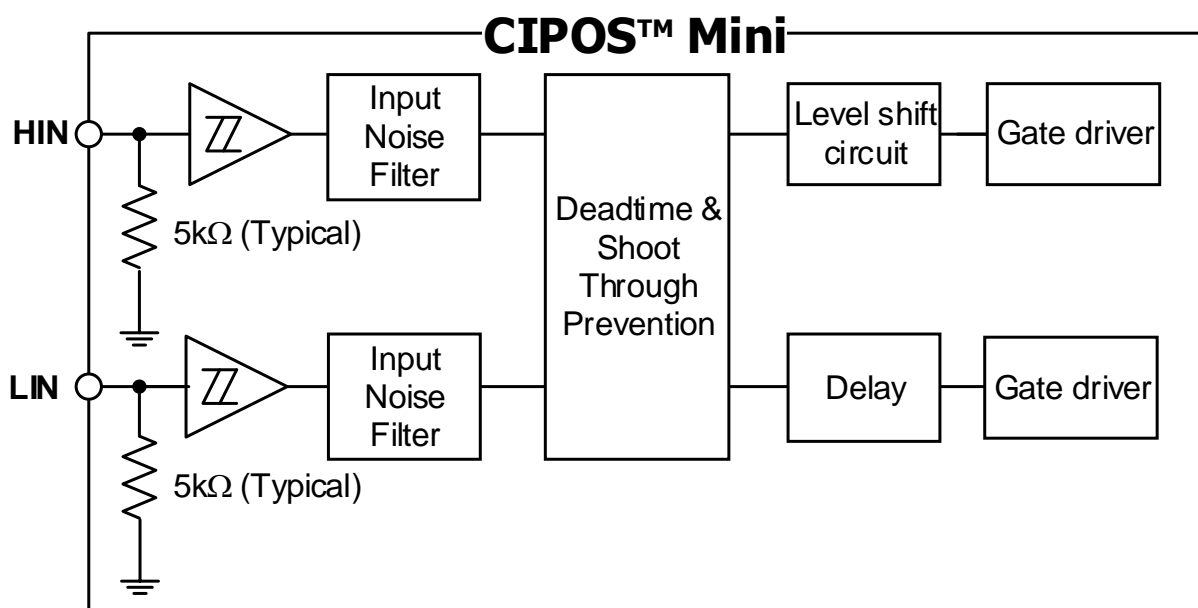 CIPOS™ Mini
HIN
Input
Noise
Filter
Level shift
circuit
Gate driver
5kΩ (Typical)
Deadtime &
Shoot
Through
Prevention
LIN
Input
Noise
Filter
Delay
Gate driver
5kΩ (Typical)